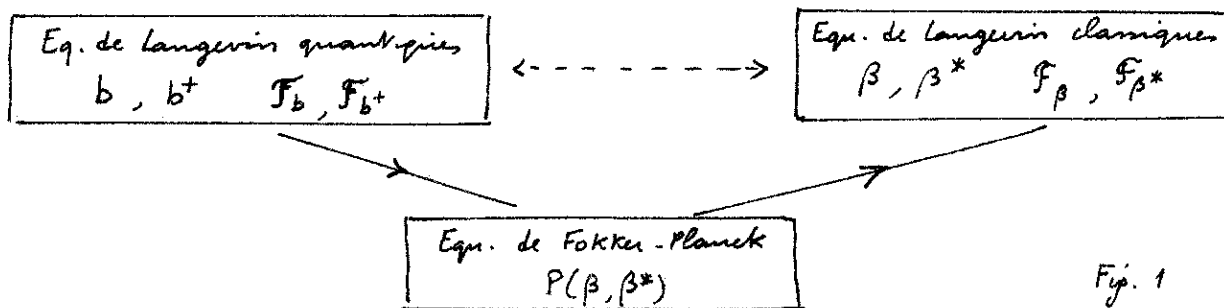 Eq. de Langevin quantiques
b , b⁺ ℱ_b , ℱ_b⁺
Equ. de Langevin classiques
β , β* ℱ_β , ℱ_β*
Equ. de Fokker-Planck
P(β, β*)
Fig. 1